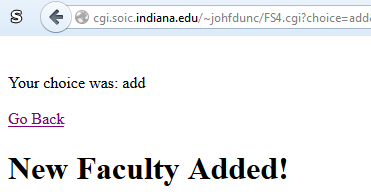 S
cgi.soic.indiana.edu/~johfdunc/FS4.cgi?choice=add
Your choice was: add
Go Back
New Faculty Added!